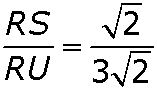 RS/RU = √2/3√2